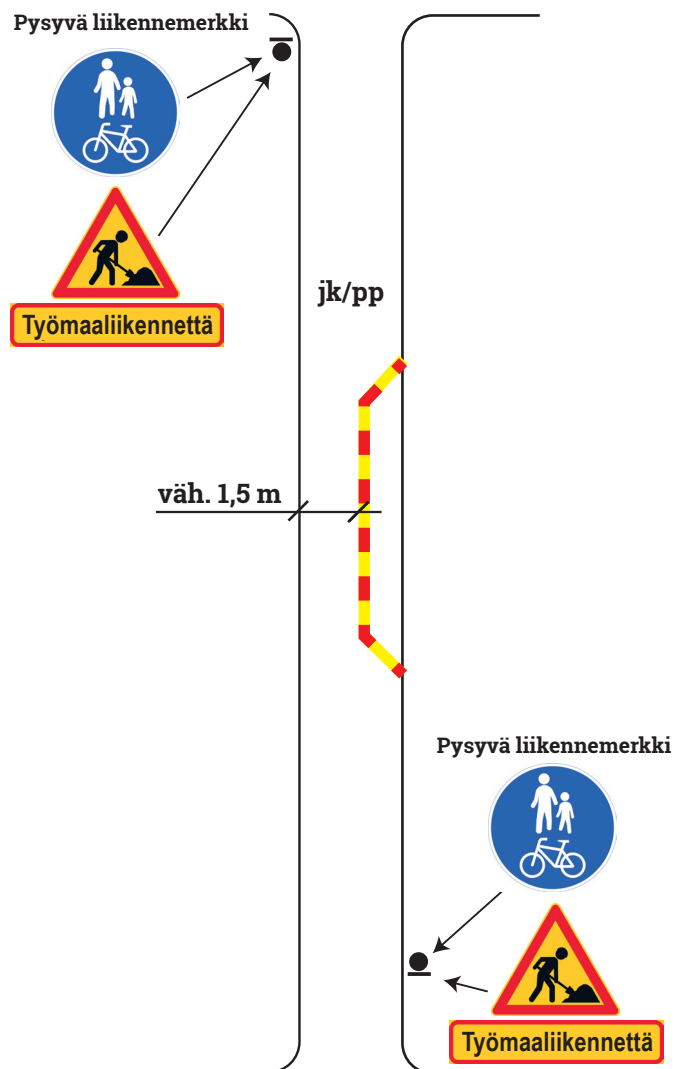 Pysyvä liikennemerkki
jk/pp
Työmaaliikennettä
väh. 1,5 m
Pysyvä liikennemerkki
Työmaaliikennettä